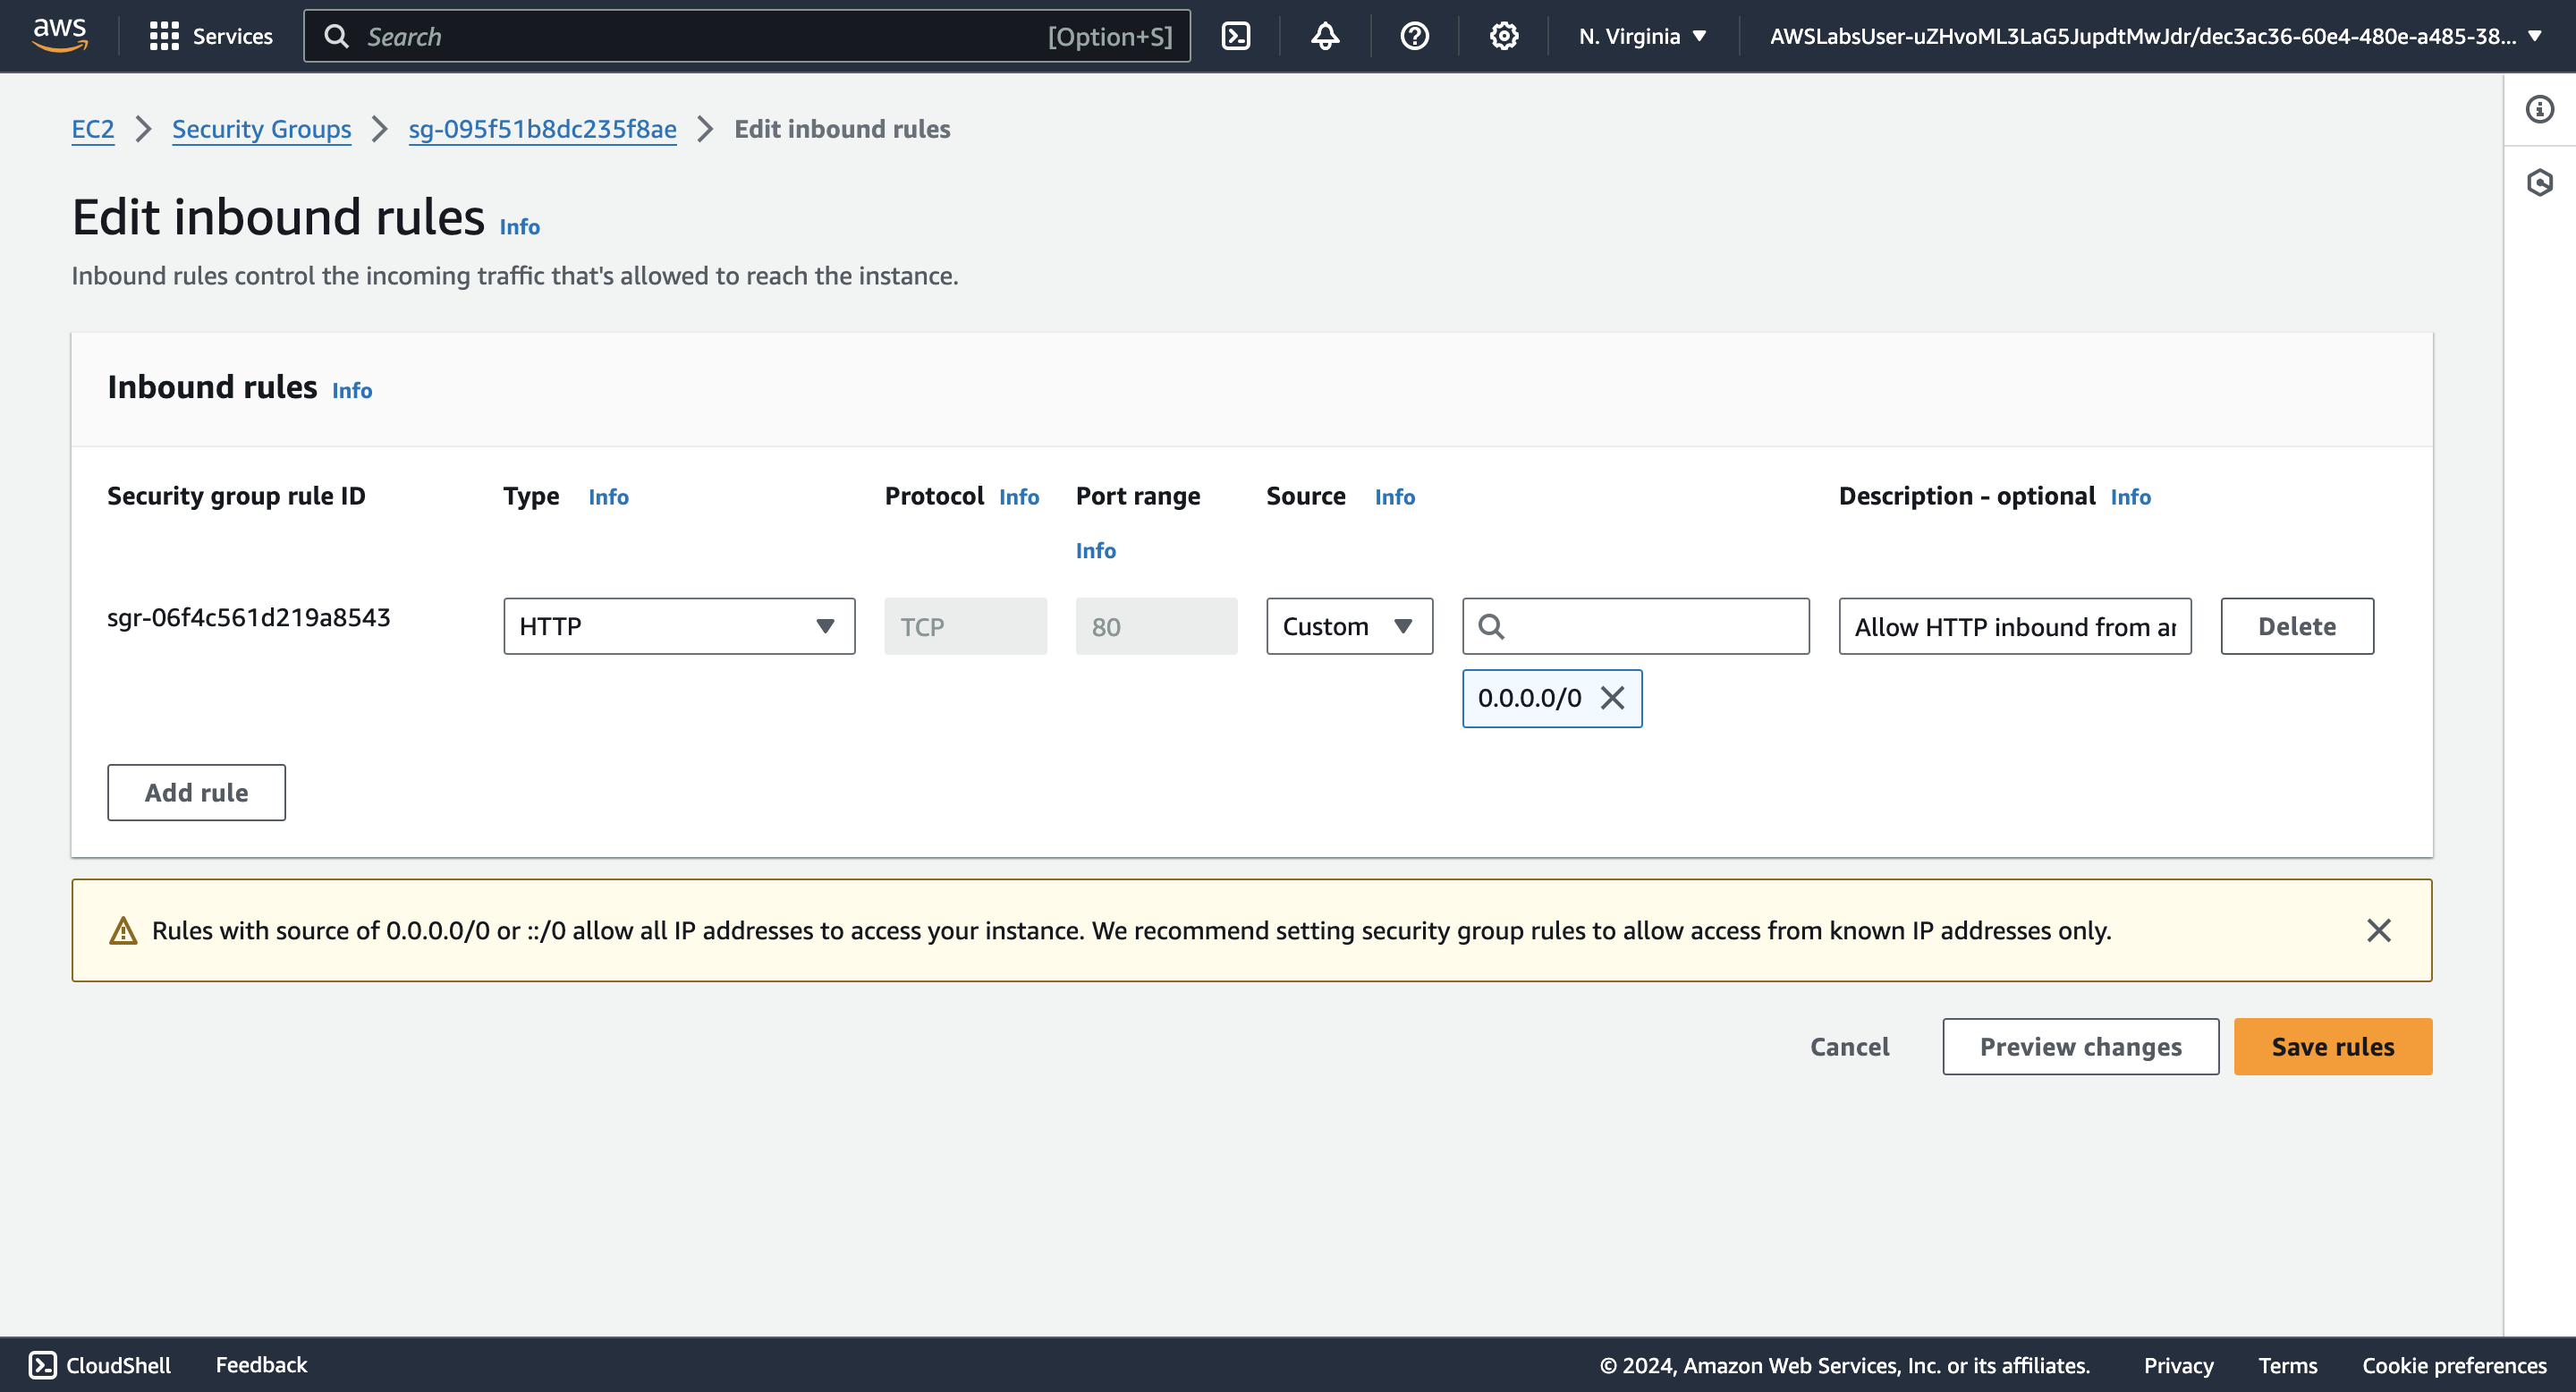 aws Services Search [Option+S] N. Virginia AWSLabsUser-uZHvoML3LaG5JupdtMwJdr/dec3ac36-60e4-480e-a485-38...
EC2 Security Groups sg-095f51b8dc235f8ae Edit inbound rules
Edit inbound rules Info
Inbound rules control the incoming traffic that's allowed to reach the instance.
Inbound rules Info
Security group rule ID Type Info Protocol Info Port range Source Info Description - optional Info
Info
sgr-06f4c561d219a8543 HTTP TCP 80 Custom Allow HTTP inbound from ar Delete
0.0.0.0/0
Add rule
Rules with source of 0.0.0.0/0 or ::/0 allow all IP addresses to access your instance. We recommend setting security group rules to allow access from known IP addresses only.
Cancel Preview changes Save rules
CloudShell Feedback © 2024, Amazon Web Services, Inc. or its affiliates. Privacy Terms Cookie preferences